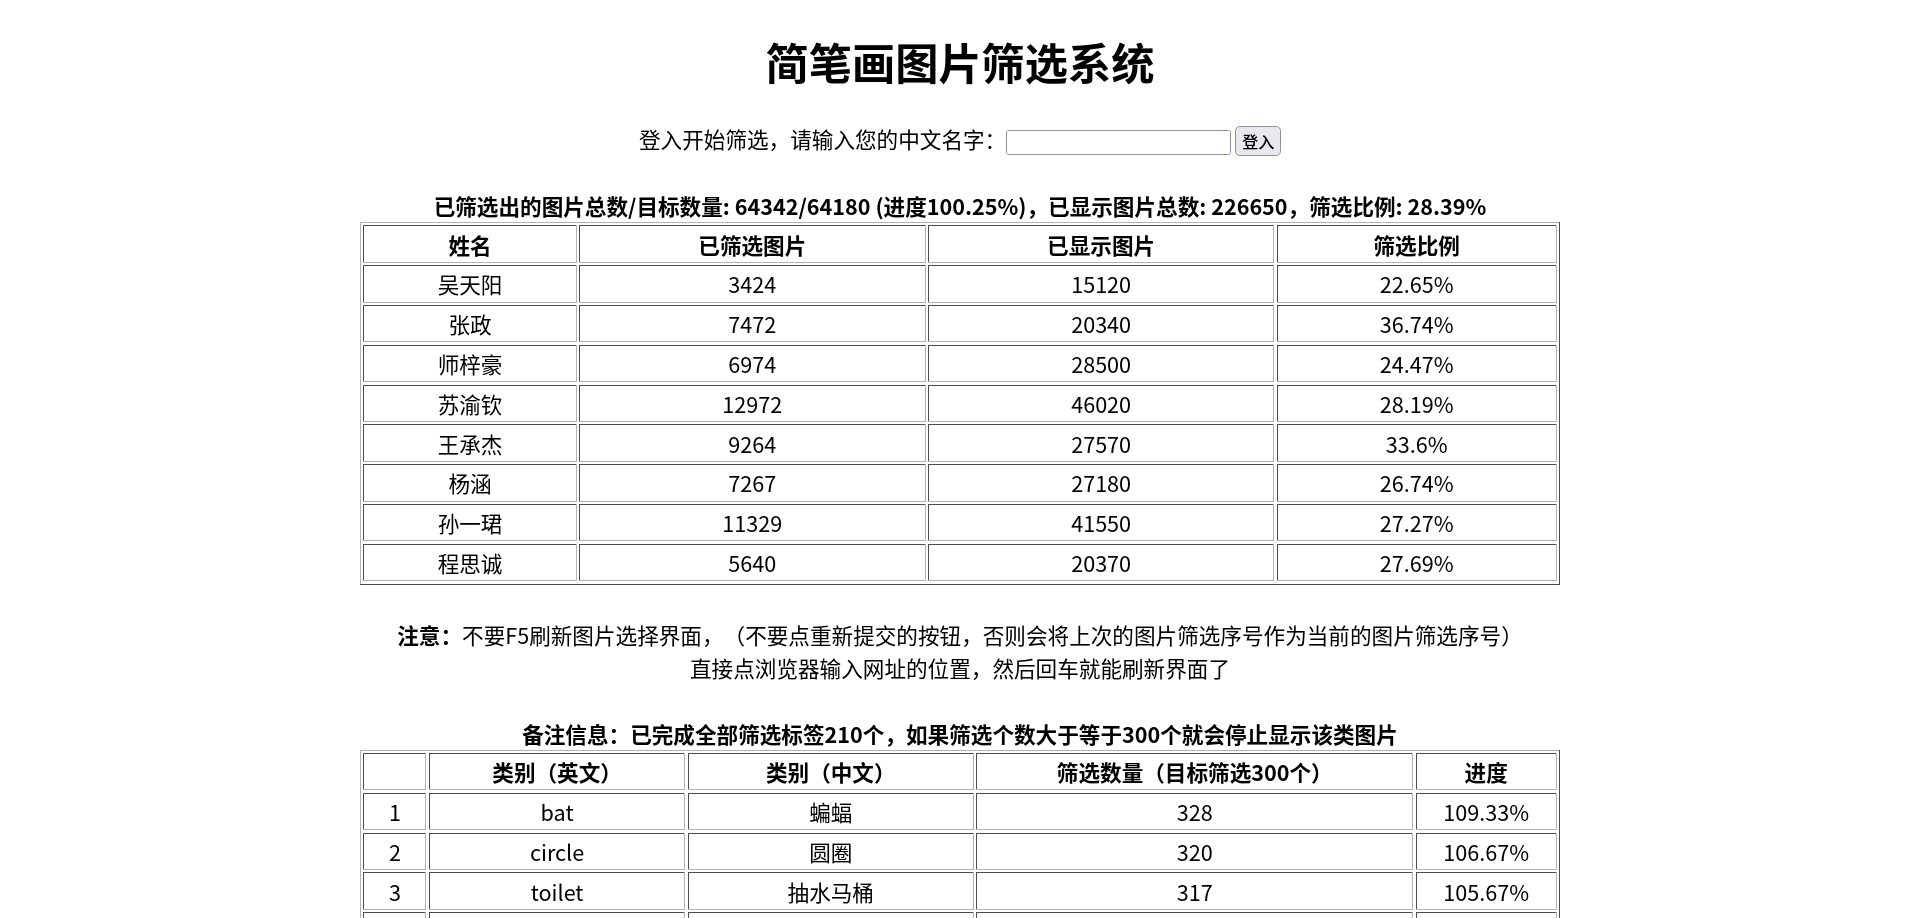 简笔画图片筛选系统
登入开始筛选，请输入您的中文名字： 登入
已筛选出的图片总数/目标数量: 64342/64180 (进度100.25%)，已显示图片总数: 226650，筛选比例: 28.39%
姓名 已筛选图片 已显示图片 筛选比例
吴天阳 3424 15120 22.65%
张政 7472 20340 36.74%
师梓豪 6974 28500 24.47%
苏渝钦 12972 46020 28.19%
王承杰 9264 27570 33.6%
杨涵 7267 27180 26.74%
孙一珺 11329 41550 27.27%
程思诚 5640 20370 27.69%
注意：不要F5刷新图片选择界面，（不要点重新提交的按钮，否则会将上次的图片筛选序号作为当前的图片筛选序号）
直接点浏览器输入网址的位置，然后回车就能刷新界面了
备注信息：已完成全部筛选标签210个，如果筛选个数大于等于300个就会停止显示该类图片
类别（英文） 类别（中文） 筛选数量（目标筛选300个） 进度
1 bat 蝙蝠 328 109.33%
2 circle 圆圈 320 106.67%
3 toilet 抽水马桶 317 105.67%